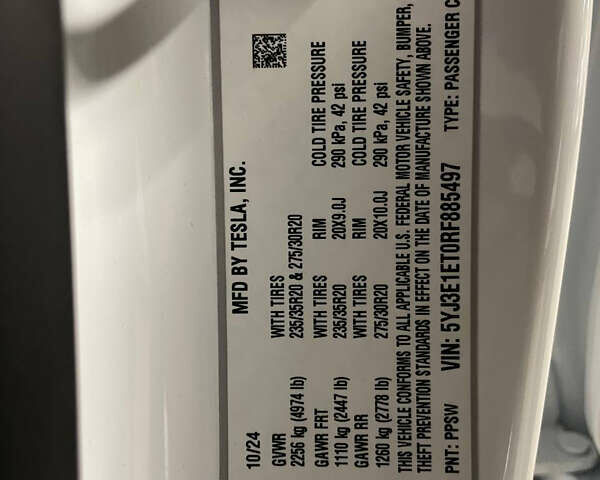 10/24 MFD BY TESLA, INC.
GVWR WITH TIRES
2256 kg (4974 lb) 235/35R20 & 275/30R20
GAWR FRT WITH TIRES RIM COLD TIRE PRESSURE
1110 kg (2447 lb) 235/35R20 20X9.0J 290 kPa, 42 psi
GAWR RR WITH TIRES RIM COLD TIRE PRESSURE
1260 kg (2778 lb) 275/30R20 20X10.0J 290 kPa, 42 psi
THIS VEHICLE CONFORMS TO ALL APPLICABLE U.S. FEDERAL MOTOR VEHICLE SAFETY, BUMPER,
THEFT PREVENTION STANDARDS IN EFFECT ON THE DATE OF MANUFACTURE SHOWN ABOVE.
PNT: PPSW VIN: 5YJ3E1ET0RF885497 TYPE: PASSENGER C